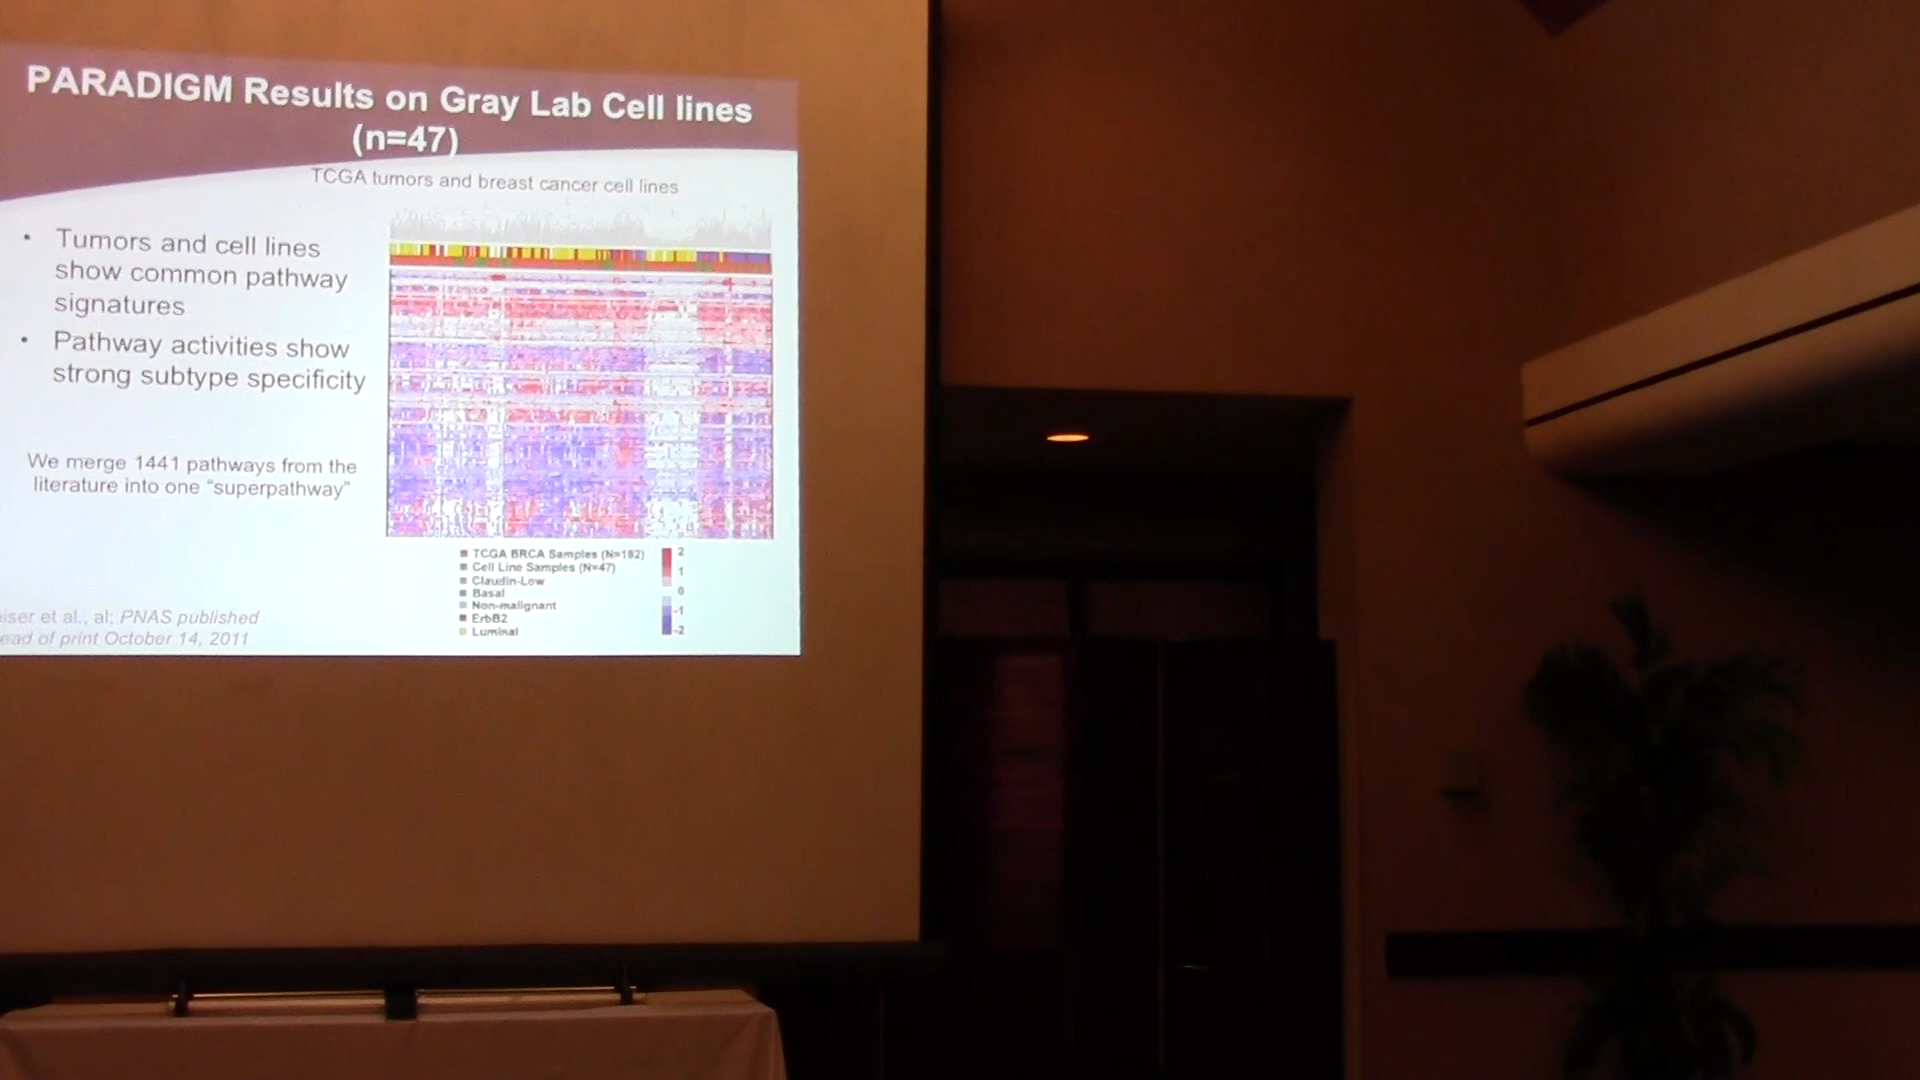 PARADIGM Results on Gray Lab Cell lines
(n=47)
TCGA tumors and breast cancer cell lines
• Tumors and cell lines
show common pathway
signatures
• Pathway activities show
strong subtype specificity
We merge 1441 pathways from the
literature into one “superpathway”
TCGA BRCA Samples (N=182)
Cell Line Samples (N=47)
Claudin-Low
Basal
Non-malignant
ErbB2
Luminal
2
1
0
-1
-2
et al., al; PNAS published
of print October 14, 2011